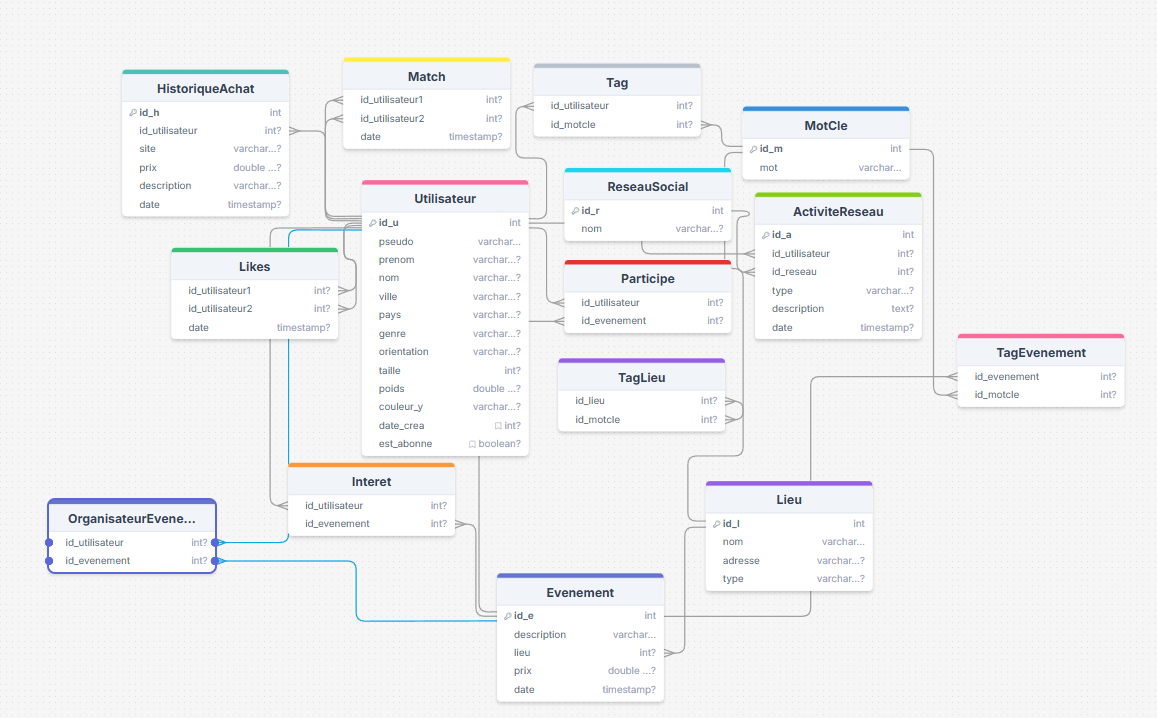 HistoriqueAchat
id_h int
id_utilisateur int?
site varchar...?
prix double ...?
description varchar...?
date timestamp?
Match
id_utilisateur1 int?
id_utilisateur2 int?
date timestamp?
Tag
id_utilisateur int?
id_motcle int?
MotCle
id_m int
mot varchar...
Utilisateur
id_u int
pseudo varchar...
prenom varchar...?
nom varchar...?
ville varchar...?
pays varchar...?
genre varchar...?
orientation varchar...?
taille int?
poids double ...?
couleur_y varchar...?
date_crea int?
est_abonne boolean?
ReseauSocial
id_r int
nom varchar...?
ActiviteReseau
id_a int
id_utilisateur int?
id_reseau int?
type varchar...?
description text?
date timestamp?
Likes
id_utilisateur1 int?
id_utilisateur2 int?
date timestamp?
Participe
id_utilisateur int?
id_evenement int?
TagEvenement
id_evenement int?
id_motcle int?
TagLieu
id_lieu int?
id_motcle int?
Interet
id_utilisateur int?
id_evenement int?
OrganisateurEvene...
id_utilisateur int?
id_evenement int?
Lieu
id_l int
nom varchar...
adresse varchar...?
type varchar...?
Evenement
id_e int
description varchar...
lieu int?
prix double ...?
date timestamp?